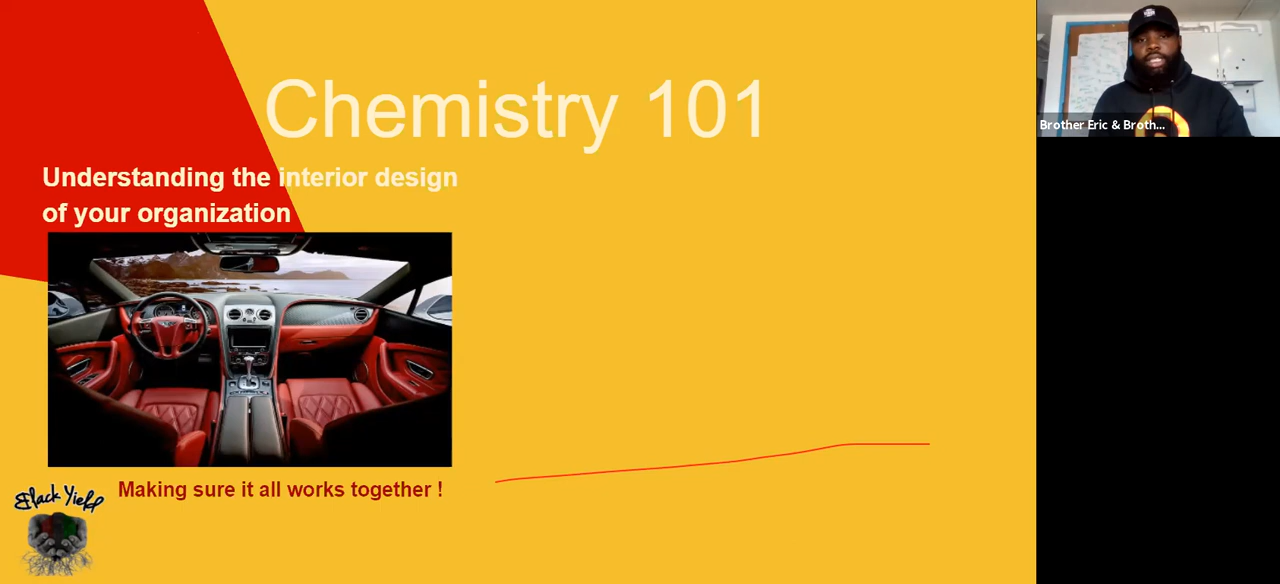 Chemistry 101
Understanding the interior design
of your organization
Making sure it all works together !
Black Yield
Brother Eric & Broth...